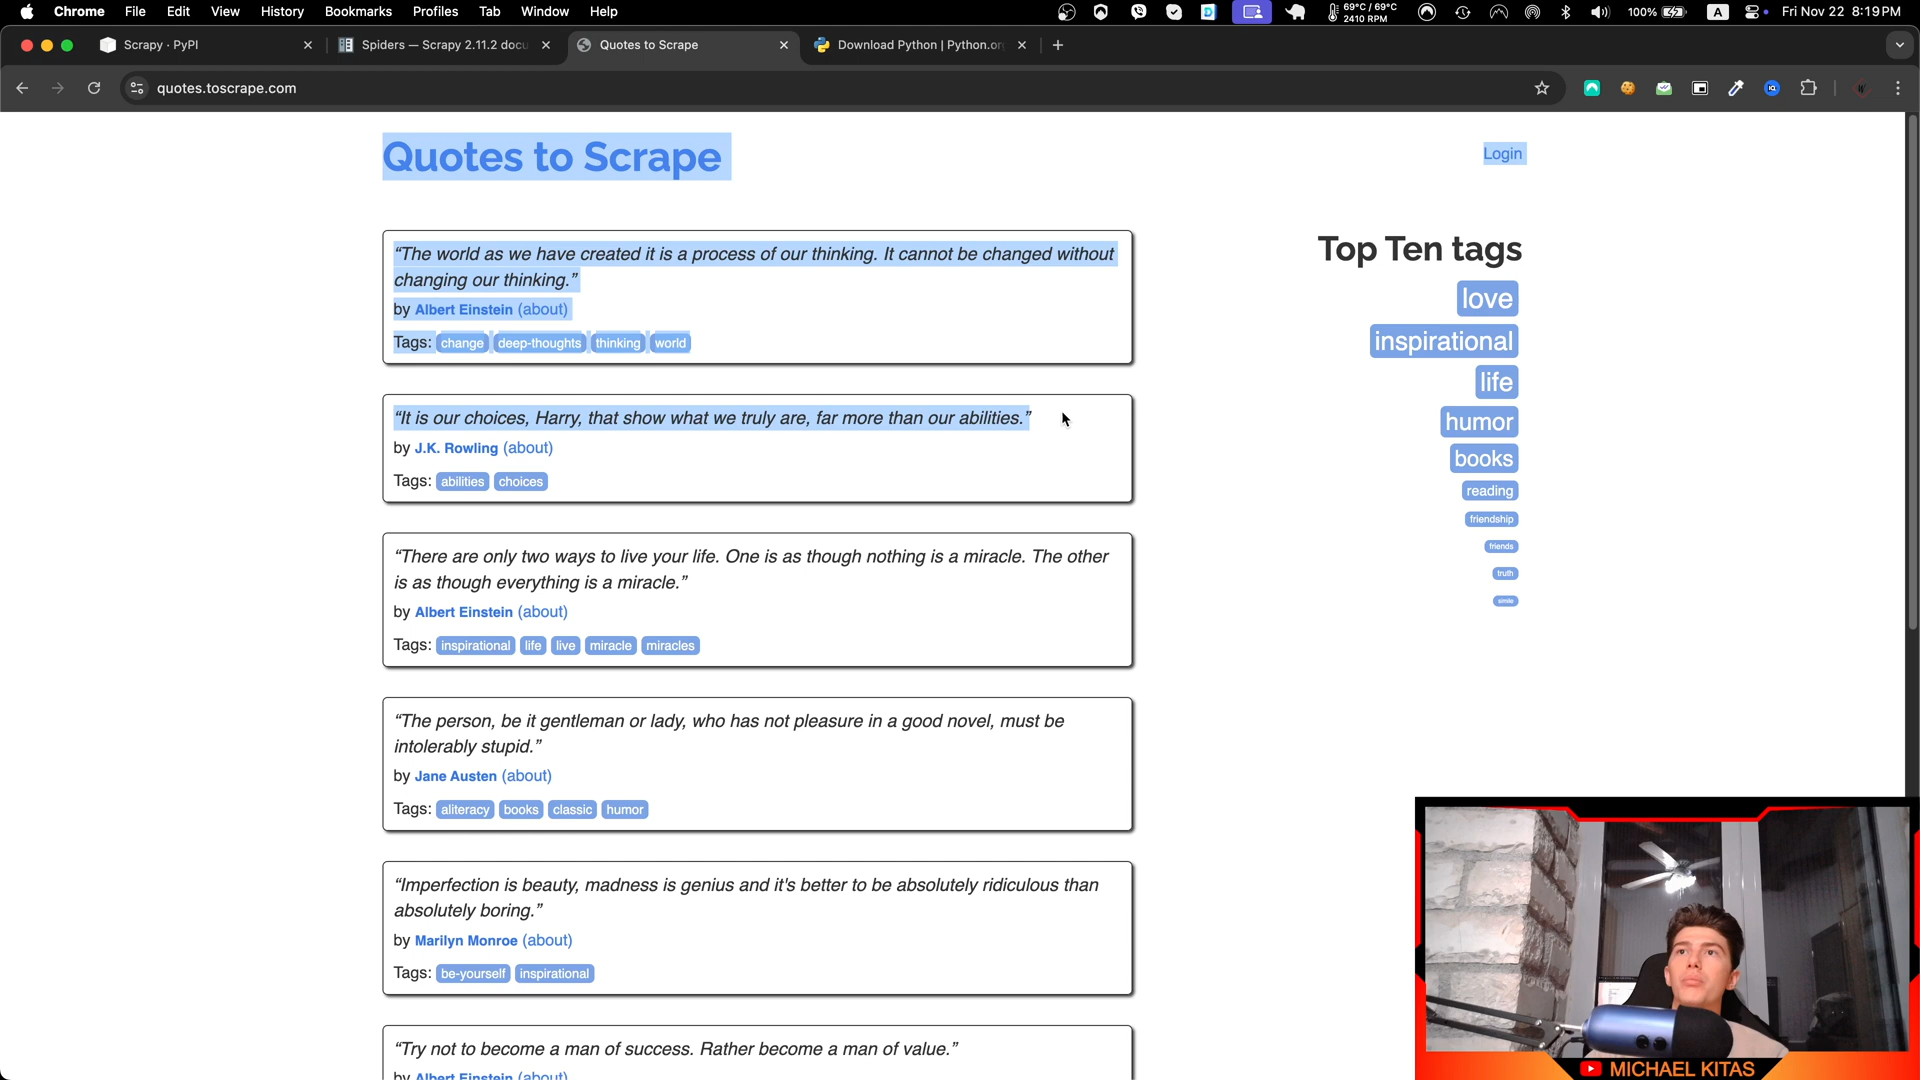 Chrome File Edit View History Bookmarks Profiles Tab Window Help
69°C / 69°C
2410 RPM
100%
A
Fri Nov 22 8:19 PM
Scrapy · PyPI
Spiders — Scrapy 2.11.2 docu
Quotes to Scrape
Download Python | Python.or
quotes.toscrape.com
Quotes to Scrape
Login
“The world as we have created it is a process of our thinking. It cannot be changed without
changing our thinking.”
by Albert Einstein (about)
Tags: change deep-thoughts thinking world
“It is our choices, Harry, that show what we truly are, far more than our abilities.”
by J.K. Rowling (about)
Tags: abilities choices
“There are only two ways to live your life. One is as though nothing is a miracle. The other
is as though everything is a miracle.”
by Albert Einstein (about)
Tags: inspirational life live miracle miracles
“The person, be it gentleman or lady, who has not pleasure in a good novel, must be
intolerably stupid.”
by Jane Austen (about)
Tags: aliteracy books classic humor
“Imperfection is beauty, madness is genius and it's better to be absolutely ridiculous than
absolutely boring.”
by Marilyn Monroe (about)
Tags: be-yourself inspirational
“Try not to become a man of success. Rather become a man of value.”
by Albert Einstein (about)
Top Ten tags
love
inspirational
life
humor
books
reading
friendship
friends
truth
simile
MICHAEL KITAS